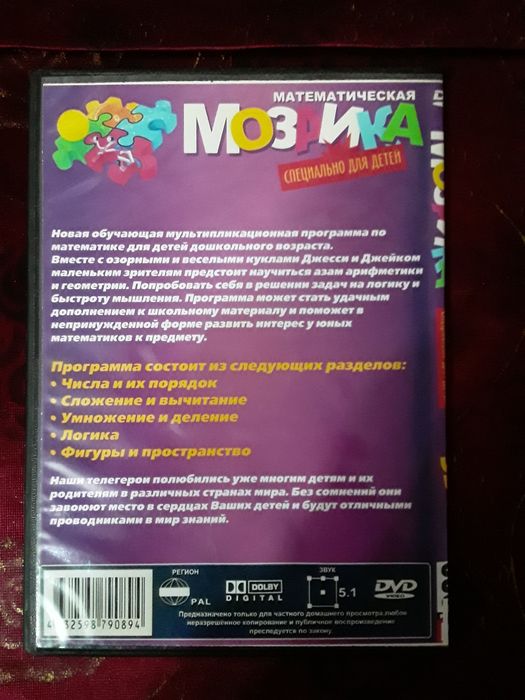 МАТЕМАТИЧЕСКАЯ
МОЗАИКА
СПЕЦИАЛЬНО ДЛЯ ДЕТЕЙ
Новая обучающая мультипликационная программа по
математике для детей дошкольного возраста.
Вместе с озорными и веселыми куклами Джесси и Джейком
маленьким зрителям предстоит научиться азам арифметики
и геометрии. Попробовать себя в решении задач на логику и
быстроту мышления. Программа может стать удачным
дополнением к школьному материалу и поможет в
непринужденной форме развить интерес у юных
математиков к предмету.
Программа состоит из следующих разделов:
• Числа и их порядок
• Сложение и вычитание
• Умножение и деление
• Логика
• Фигуры и пространство
Наши телегерои полюбились уже многим детям и их
родителям в различных странах мира. Без сомнений они
завоюют место в сердцах Ваших детей и будут отличными
проводниками в мир знаний.
РЕГИОН
PAL
DOLBY
DIGITAL
ЗВУК
5.1
DVD
VIDEO
Предназначено только для частного домашнего просмотра,любое
неразрешённое копирование и публичное воспроизведение
преследуется по закону.
790894